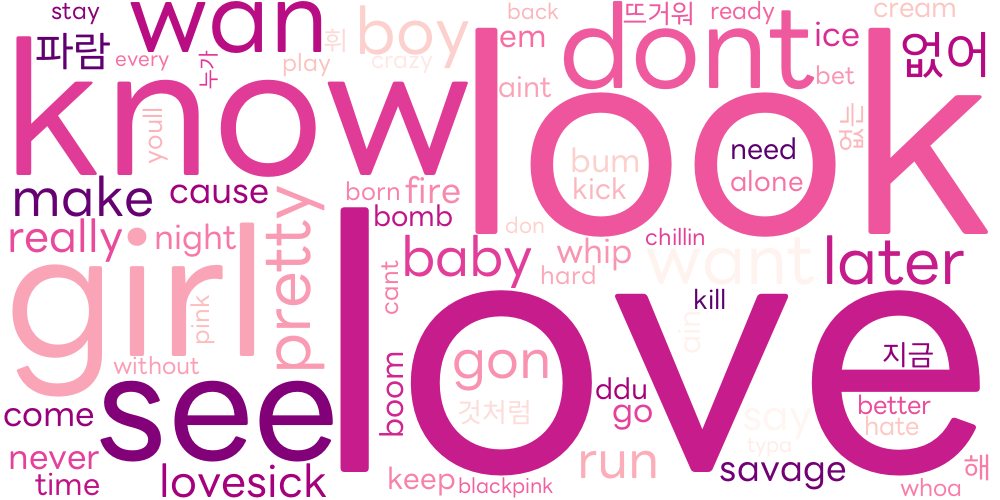 stay
wan
파람
every
누가
휘
play
boy
crazy
back
em
뜨거워
ready
ice
cream
dont
없어
bet
aint
know
look
youll
없는
bum
kick
need
alone
make
cause
born
fire
bomb
don
really
night
pretty
chillin
baby
whip
hard
want
later
girl
pink
cant
kill
ain
love
without
see
boom
gon
것처럼
지금
ddu
go
come
better
say
hate
typa
never
time
lovesick
keep
blackpink
run
savage
해
whoa